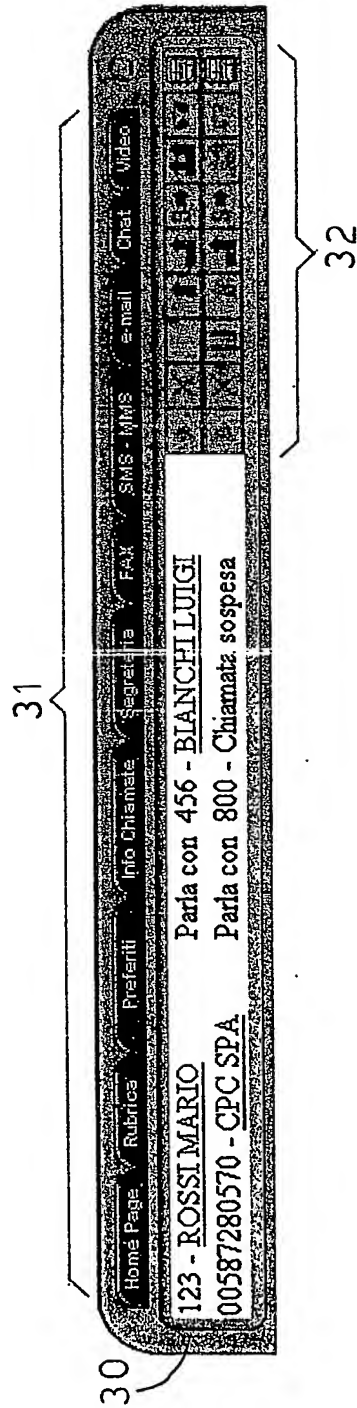 31
Home Page Rubrica Preferiti Info Chiamate Segreteria FAX SMS - MMS e-mail Chat Video
30
123 - ROSSI MARIO Parla con 456 - BIANCHI LUIGI
00587280570 - CPC SPA Parla con 800 - Chiamata sospesa
32